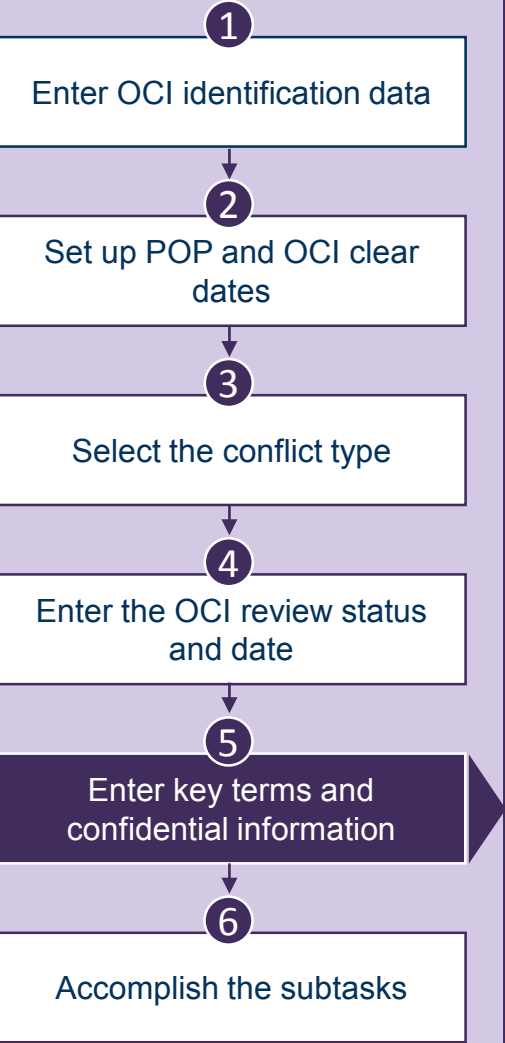 1
Enter OCI identification data
2
Set up POP and OCI clear
dates
3
Select the conflict type
4
Enter the OCI review status
and date
5
Enter key terms and
confidential information
6
Accomplish the subtasks